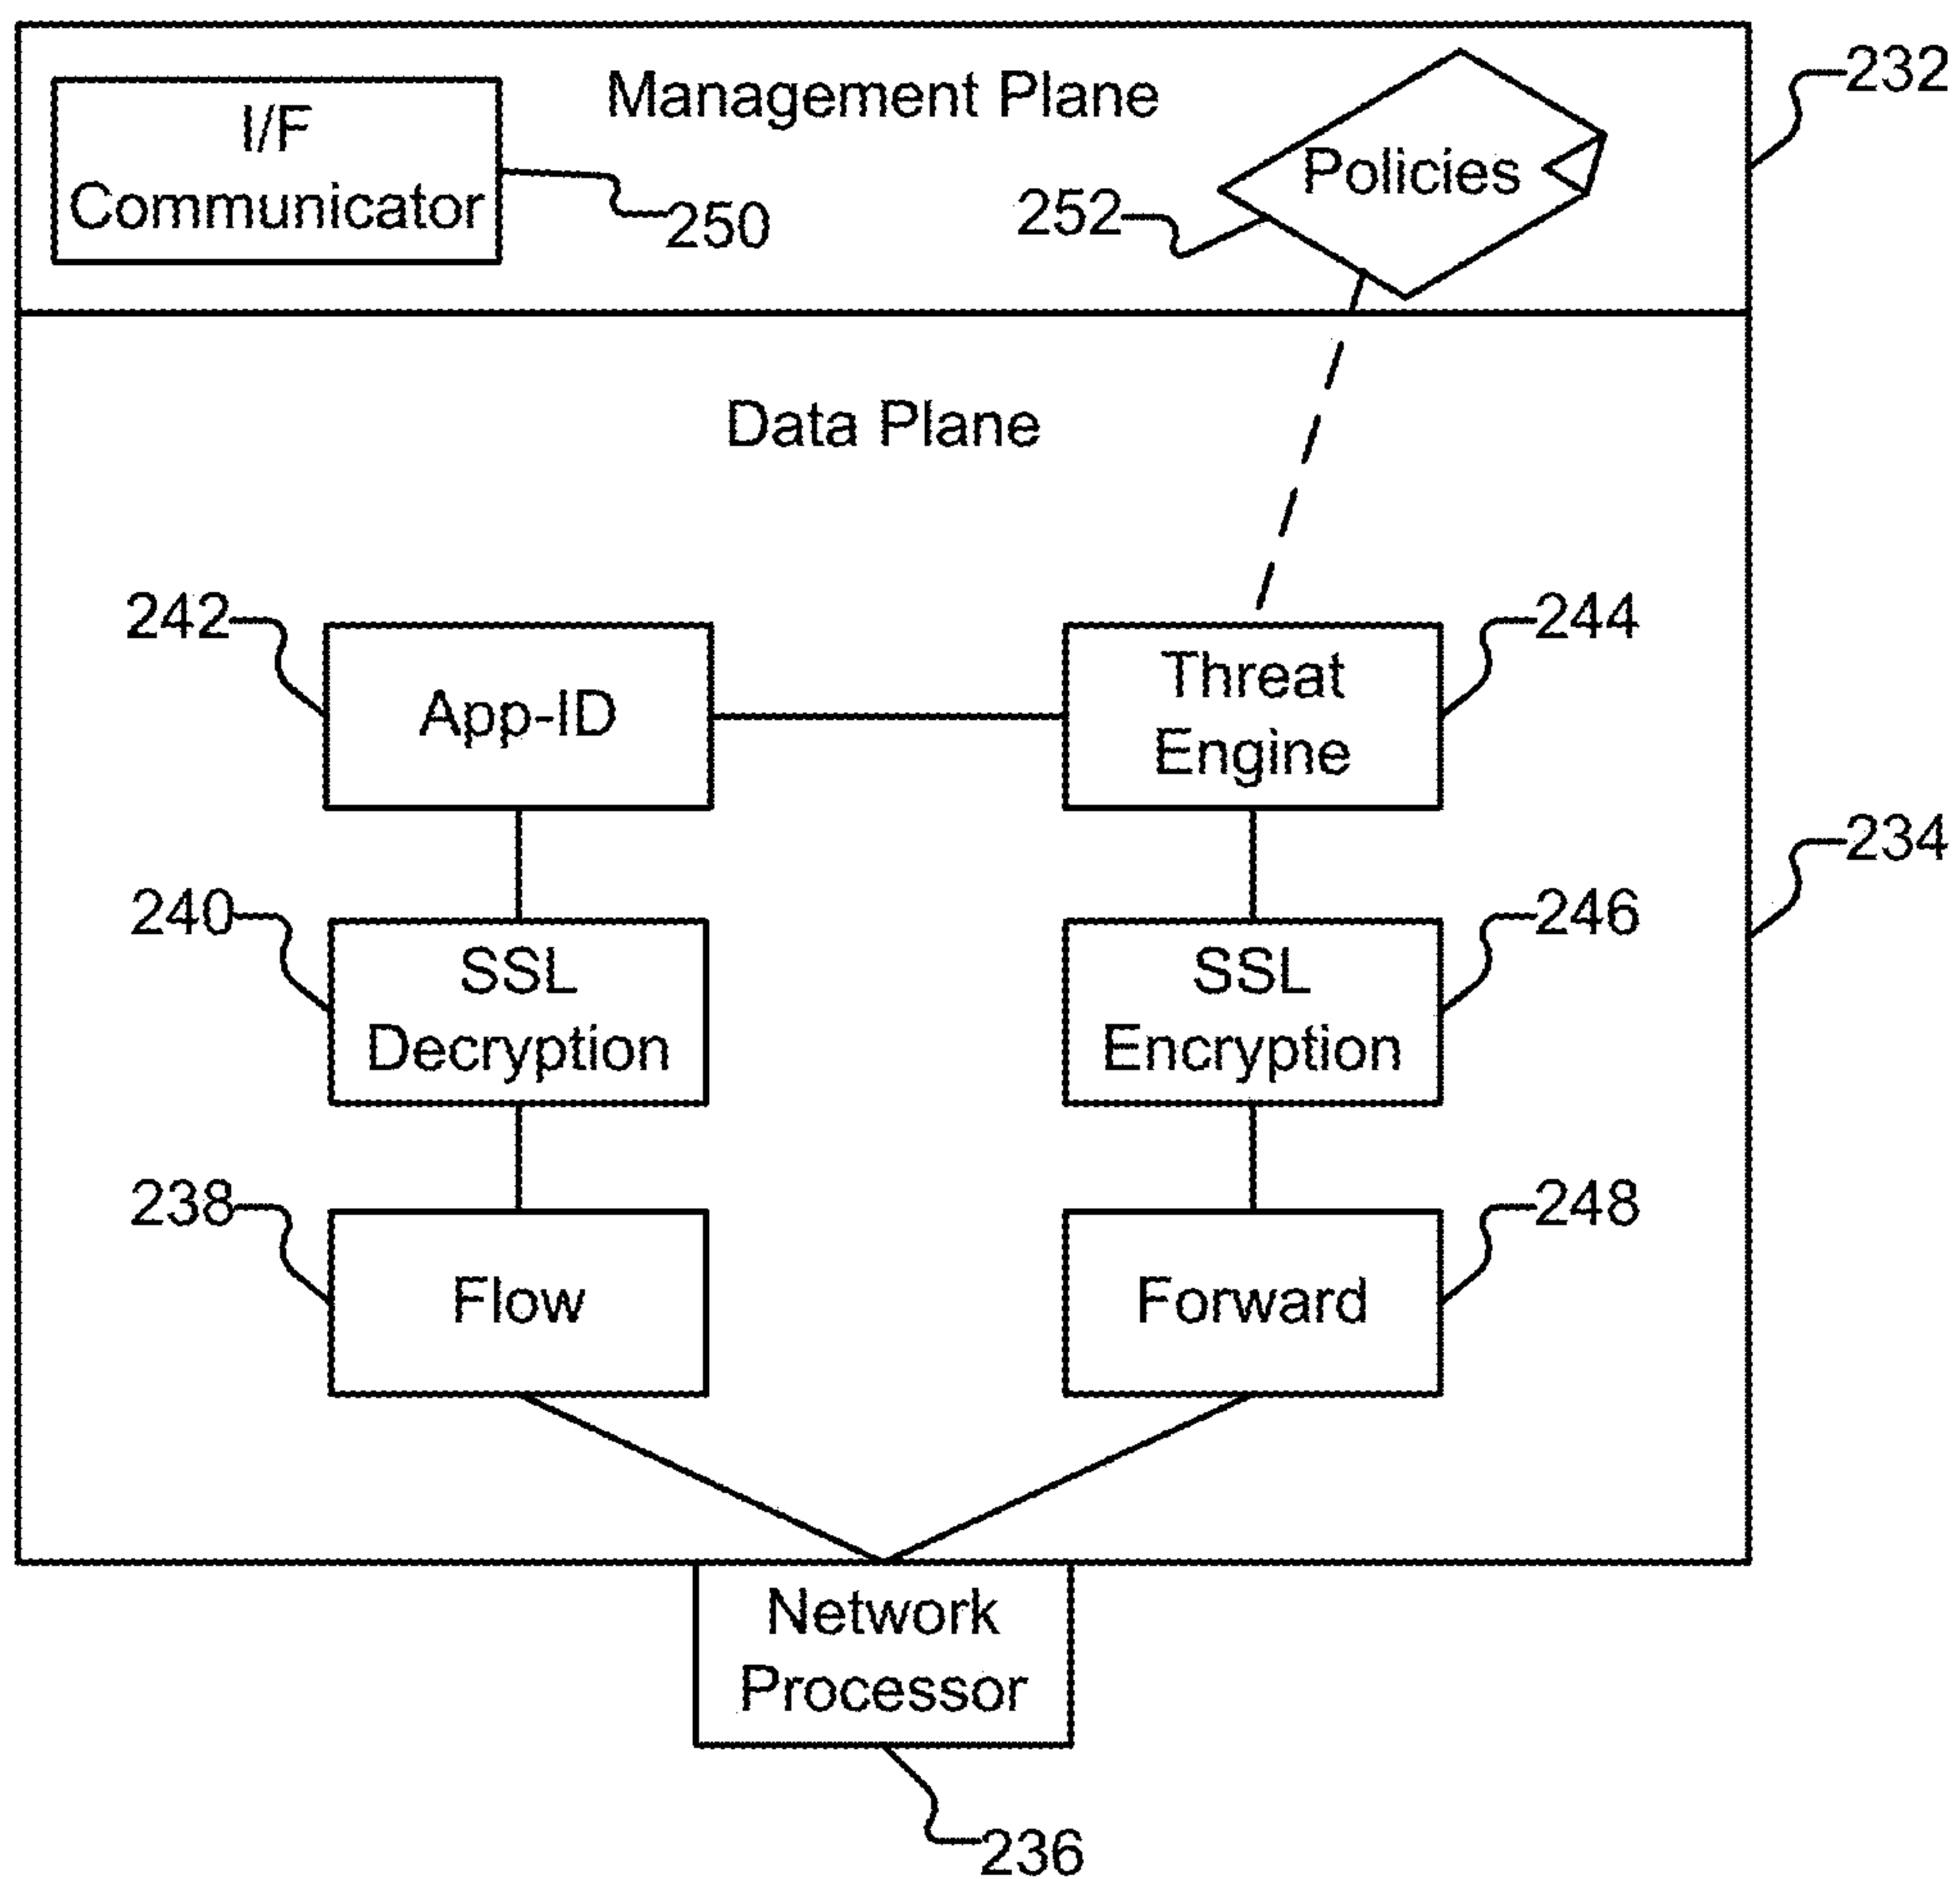 Management Plane
232
I/F
Communicator
250
Policies
252
Data Plane
242
App-ID
Threat
Engine
244
234
240
SSL
Decryption
SSL
Encryption
246
238
Flow
Forward
248
Network
Processor
236